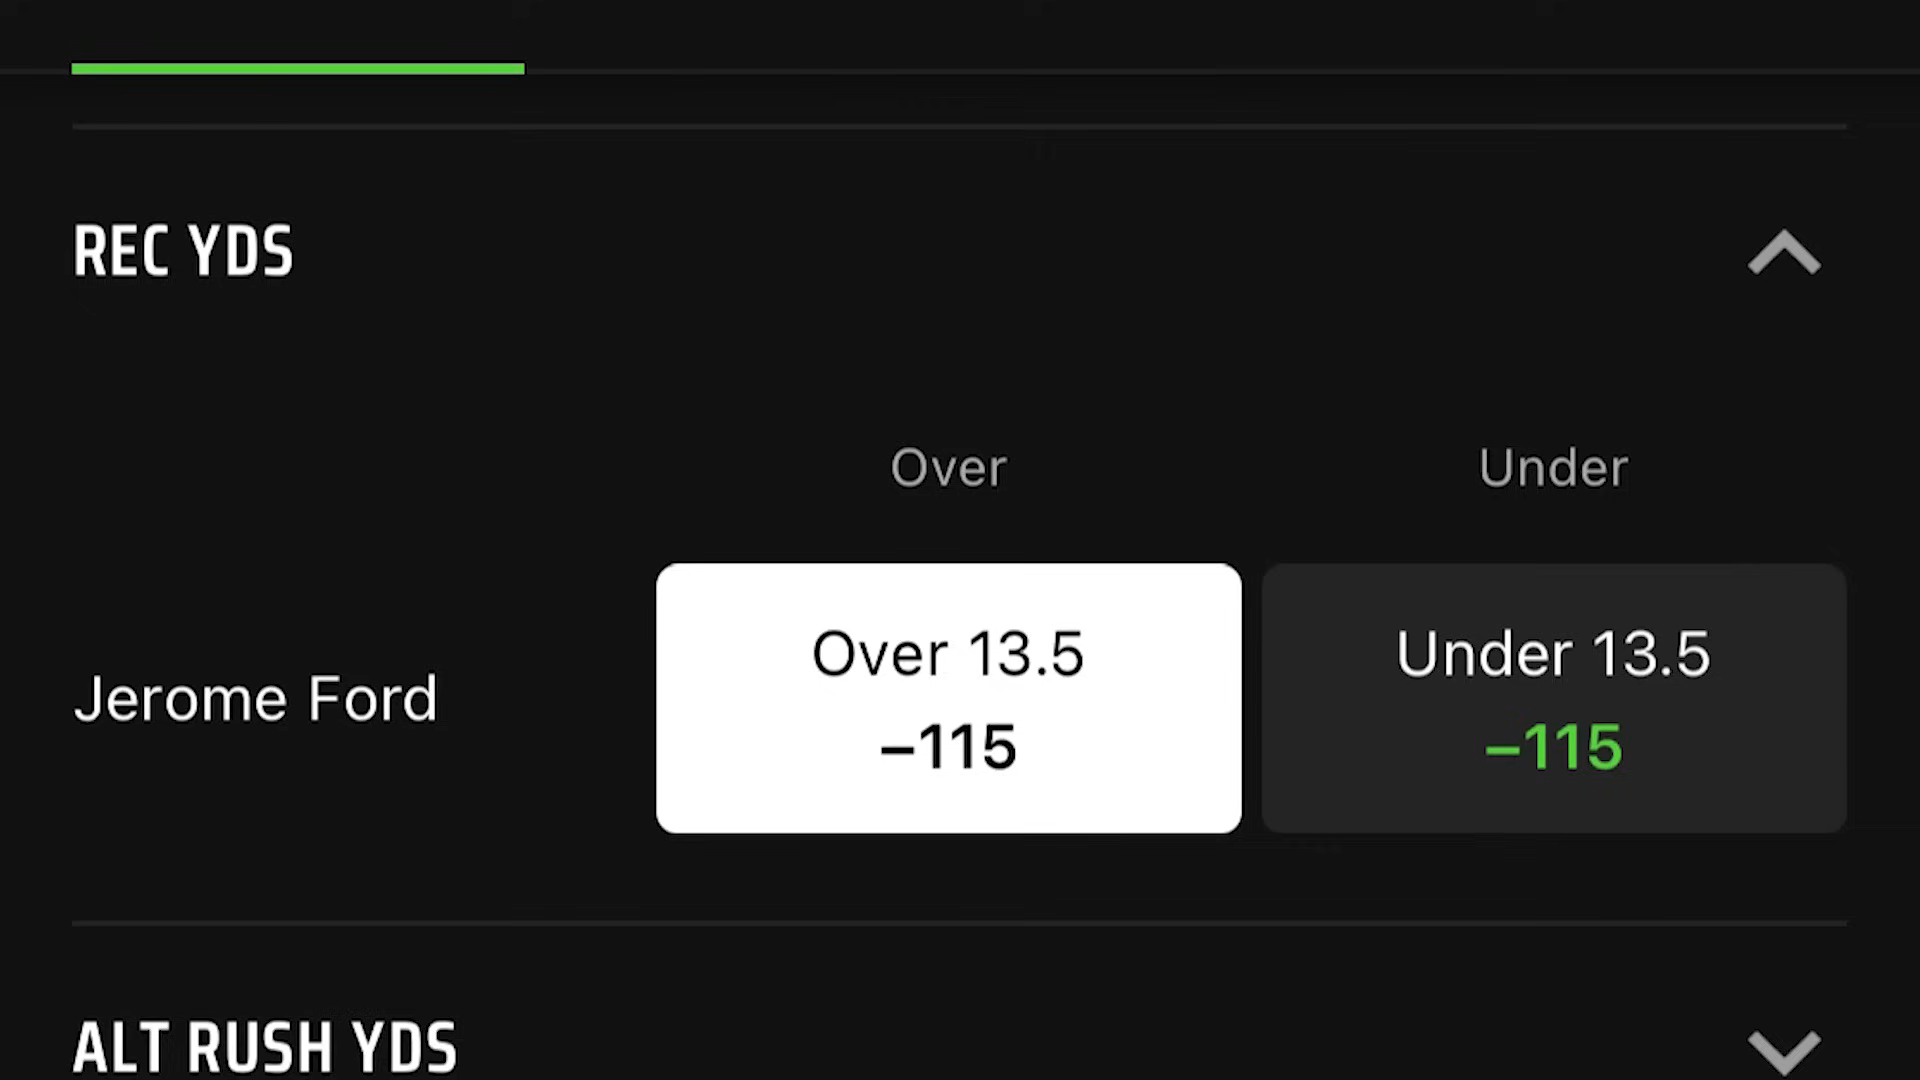 REC YDS
Over Under
Jerome Ford
Over 13.5
–115
Under 13.5
–115
ALT RUSH YDS